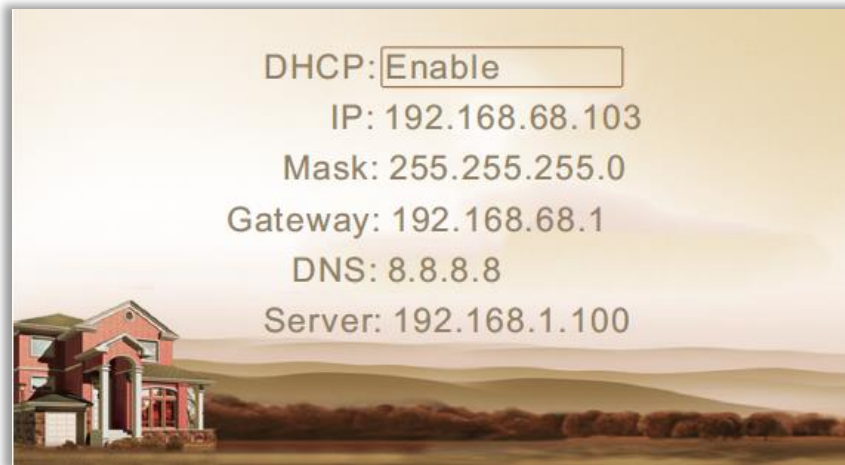 DHCP: Enable
IP: 192.168.68.103
Mask: 255.255.255.0
Gateway: 192.168.68.1
DNS: 8.8.8.8
Server: 192.168.1.100